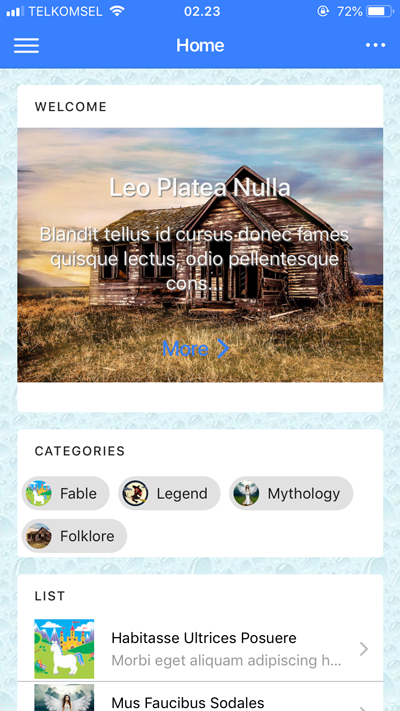 TELKOMSEL 02.23 72%
Home
WELCOME
Leo Platea Nulla
Blandit tellus id cursus donec fames
quisque lectus, odio pellentesque
cons...
More
CATEGORIES
Fable Legend Mythology
Folklore
LIST
Habitasse Ultrices Posuere
Morbi eget aliquam adipiscing h...
Mus Faucibus Sodales